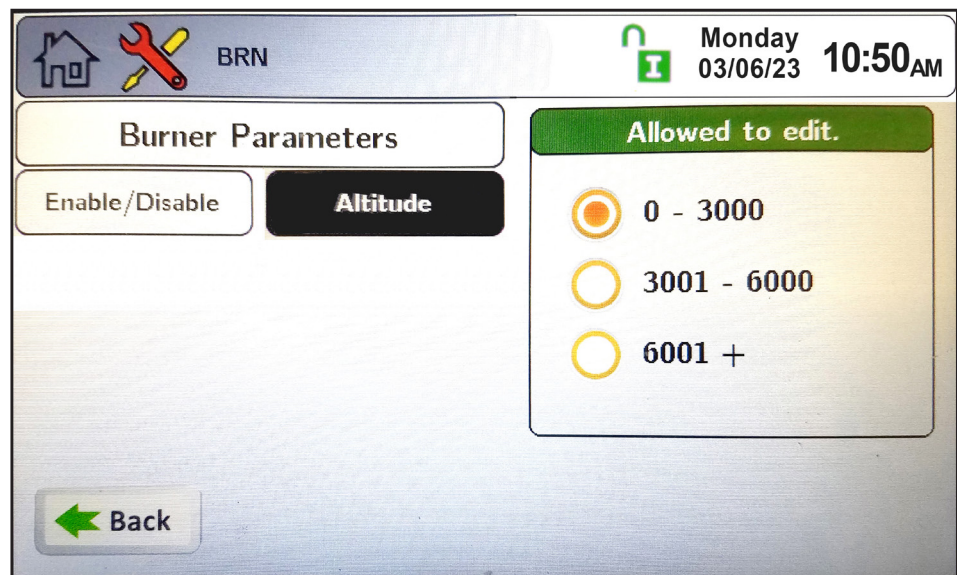 BRN
Monday
03/06/23
10:50AM
Burner Parameters
Enable/Disable
Altitude
Allowed to edit.
0 - 3000
3001 - 6000
6001 +
Back